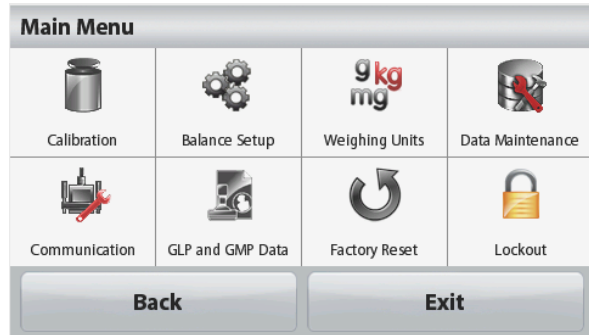 Main Menu
g kg
mg
Calibration
Balance Setup
Weighing Units
Data Maintenance
Communication
GLP and GMP Data
Factory Reset
Lockout
Back
Exit